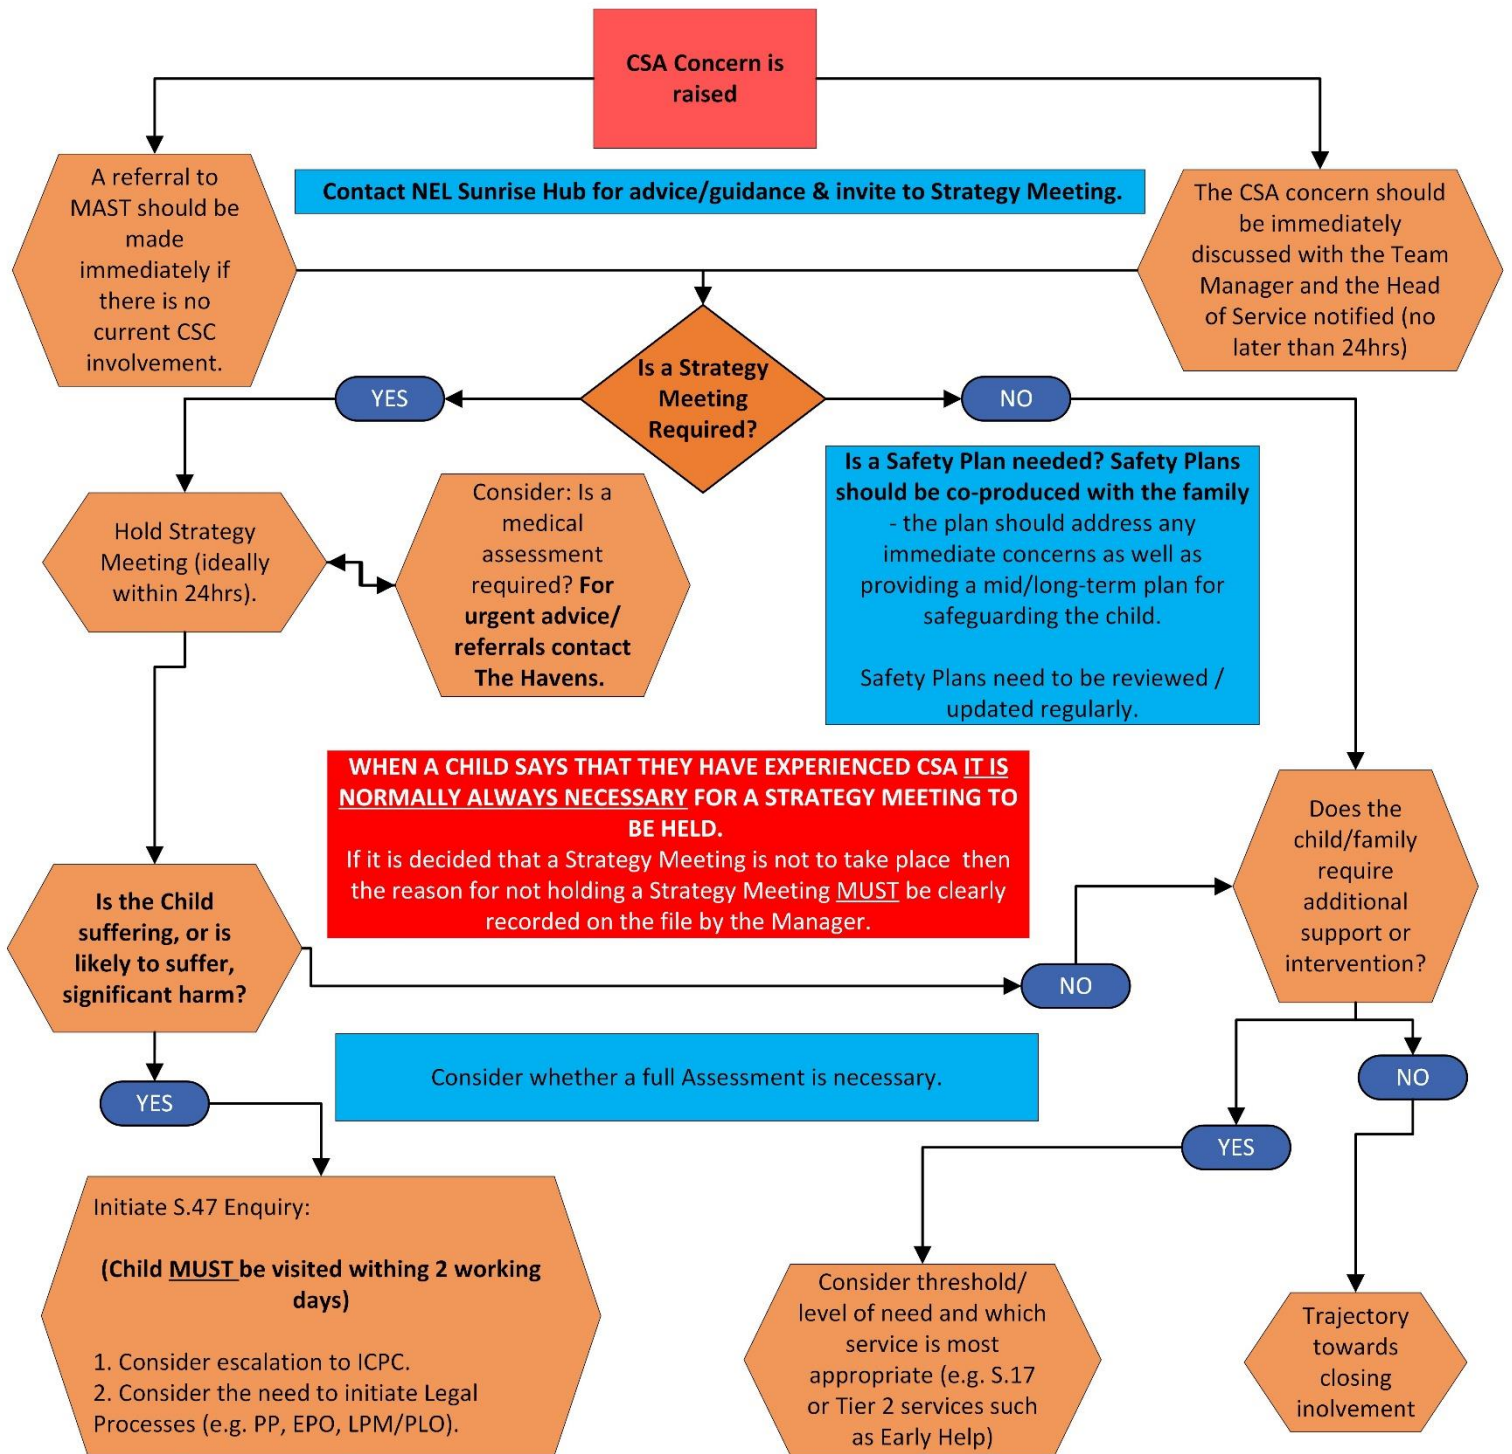 CSA Concern is
raised
A referral to
MAST should be
made
immediately if
there is no
current CSC
involvement.
Contact NEL Sunrise Hub for advice/guidance & invite to Strategy Meeting.
The CSA concern should
be immediately
discussed with the Team
Manager and the Head
of Service notified (no
later than 24hrs)
Is a Strategy
Meeting
Required?
YES
NO
Hold Strategy
Meeting (ideally
within 24hrs).
Consider: Is a
medical
assessment
required? For
urgent advice/
referrals contact
The Havens.
Is a Safety Plan needed? Safety Plans
should be co-produced with the family
- the plan should address any
immediate concerns as well as
providing a mid/long-term plan for
safeguarding the child.
Safety Plans need to be reviewed /
updated regularly.
WHEN A CHILD SAYS THAT THEY HAVE EXPERIENCED CSA IT IS
NORMALLY ALWAYS NECESSARY FOR A STRATEGY MEETING TO
BE HELD.
If it is decided that a Strategy Meeting is not to take place then
the reason for not holding a Strategy Meeting MUST be clearly
recorded on the file by the Manager.
Does the
child/family
require
additional
support or
intervention?
Is the Child
suffering, or is
likely to suffer,
significant harm?
NO
Consider whether a full Assessment is necessary.
YES
NO
YES
Initiate S.47 Enquiry:
(Child MUST be visited withing 2 working
days)
1. Consider escalation to ICPC.
2. Consider the need to initiate Legal
Processes (e.g. PP, EPO, LPM/PLO).
Consider threshold/
level of need and which
service is most
appropriate (e.g. S.17
or Tier 2 services such
as Early Help)
Trajectory
towards
closing
inolvement